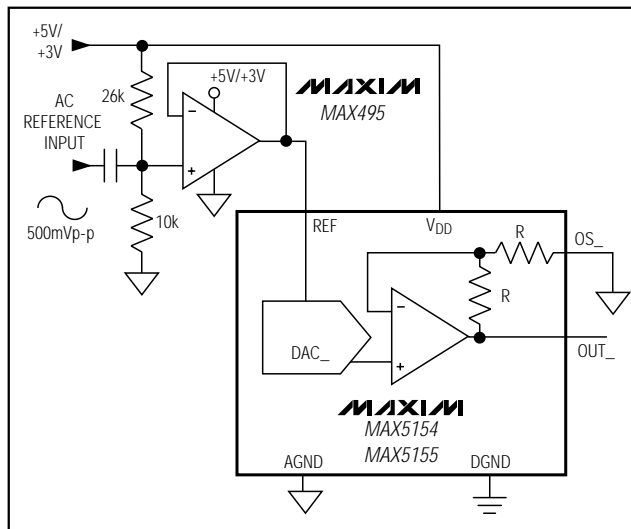 +5V/
+3V
+5V/+3V
MAXIM
MAX495
26k
AC
REFERENCE
INPUT
−
+
10k
500mVp-p
REF
VDD
R
OS_
R
−
+
DAC_
OUT_
MAXIM
MAX5154
MAX5155
AGND
DGND